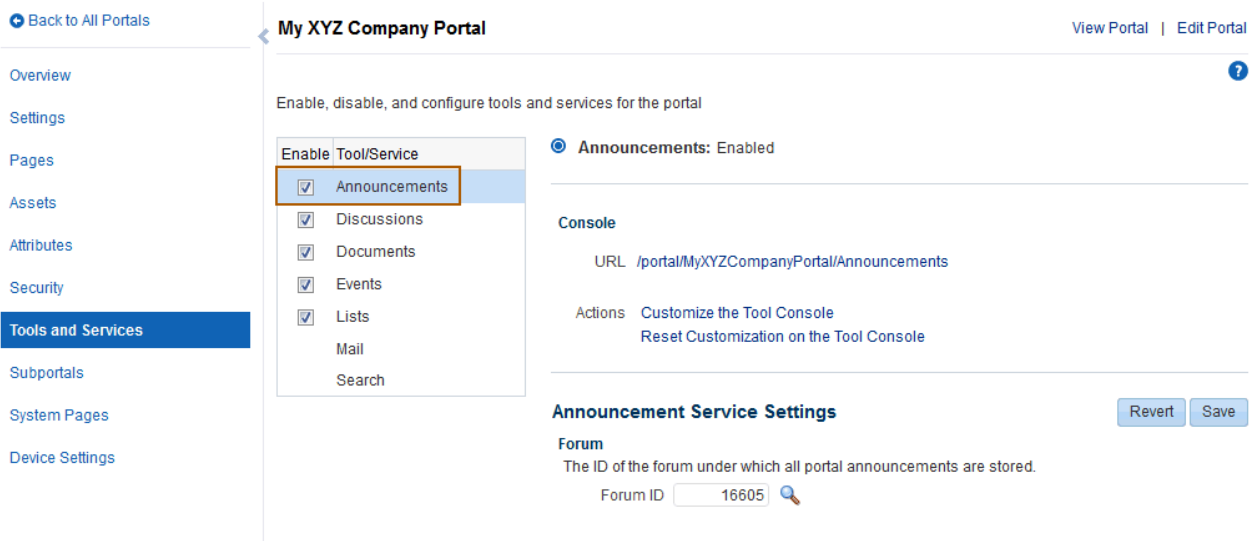 Back to All Portals
Overview
Settings
Pages
Assets
Attributes
Security
Tools and Services
Subportals
System Pages
Device Settings
My XYZ Company Portal
View Portal | Edit Portal
?
Enable, disable, and configure tools and services for the portal
Enable Tool/Service
Announcements
Discussions
Documents
Events
Lists
Mail
Search
Announcements: Enabled
Console
URL /portal/MyXYZCompanyPortal/Announcements
Actions Customize the Tool Console
Reset Customization on the Tool Console
Announcement Service Settings
Revert Save
Forum
The ID of the forum under which all portal announcements are stored.
Forum ID 16605